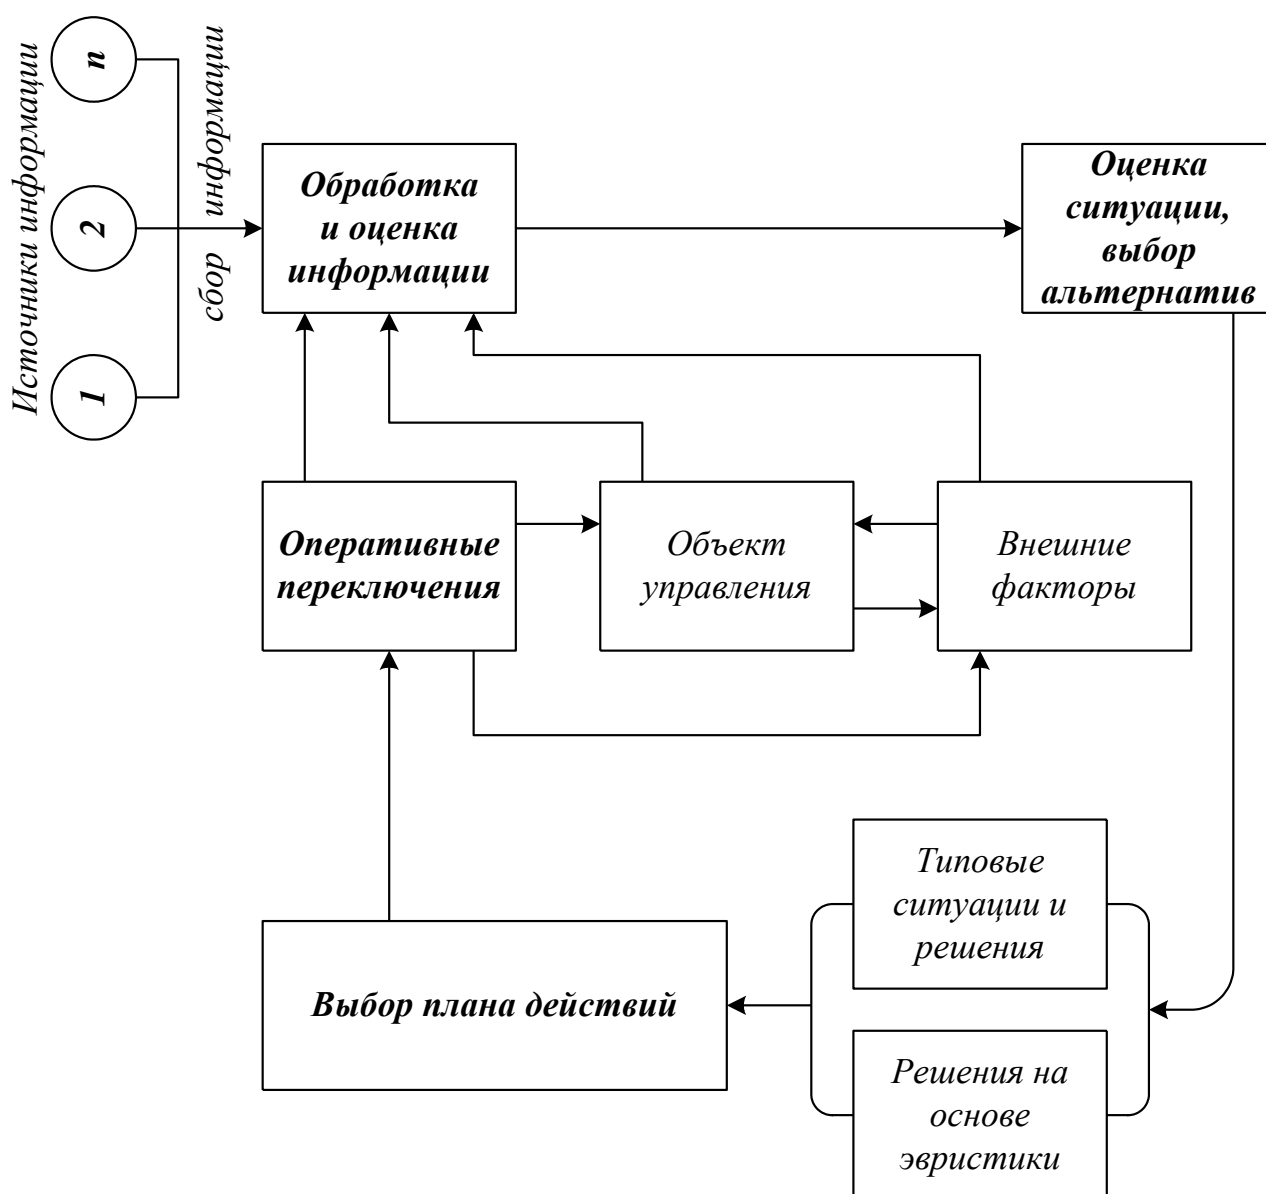 Источники информации
n
2
1
сбор информации
Обработка
и оценка
информации
Оценка
ситуации,
выбор
альтернатив
Оперативные
переключения
Объект
управления
Внешние
факторы
Типовые
ситуации и
решения
Выбор плана действий
Решения на
основе
эвристики